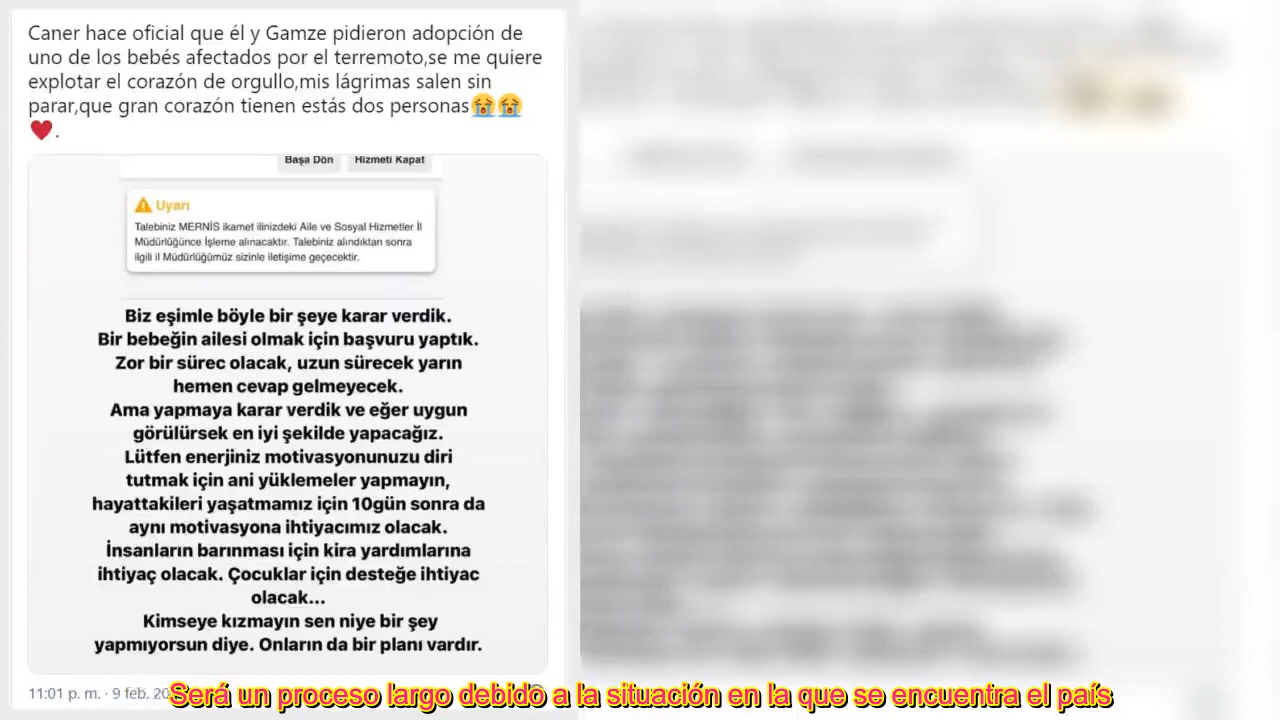 Caner hace oficial que él y Gamze pidieron adopción de
uno de los bebés afectados por el terremoto,se me quiere
explotar el corazón de orgullo,mis lágrimas salen sin
parar,que gran corazón tienen estás dos personas😭😭
❤️.
Başa Dön Hizmeti Kapat
Uyarı
Talebiniz MERNİS ikamet ilinizdeki Aile ve Sosyal Hizmetler İl
Müdürlüğünce İşleme alınacaktır. Talebiniz alındıktan sonra
ilgili il Müdürlüğümüz sizinle iletişime geçecektir.
Biz eşimle böyle bir şeye karar verdik.
Bir bebeğin ailesi olmak için başvuru yaptık.
Zor bir sürec olacak, uzun sürecek yarın
hemen cevap gelmeyecek.
Ama yapmaya karar verdik ve eğer uygun
görülürsek en iyi şekilde yapacağız.
Lütfen enerjiniz motivasyonunuzu diri
tutmak için ani yüklemeler yapmayın,
hayattakileri yaşatmamız için 10gün sonra da
aynı motivasyona ihtiyacımız olacak.
İnsanların barınması için kira yardımlarına
ihtiyaç olacak. Çocuklar için desteğe ihtiyac
olacak...
Kimseye kızmayın sen niye bir şey
yapmıyorsun diye. Onların da bir planı vardır.
11:01 p. m. · 9 feb.
Será un proceso largo debido a la situación en la que se encuentra el país